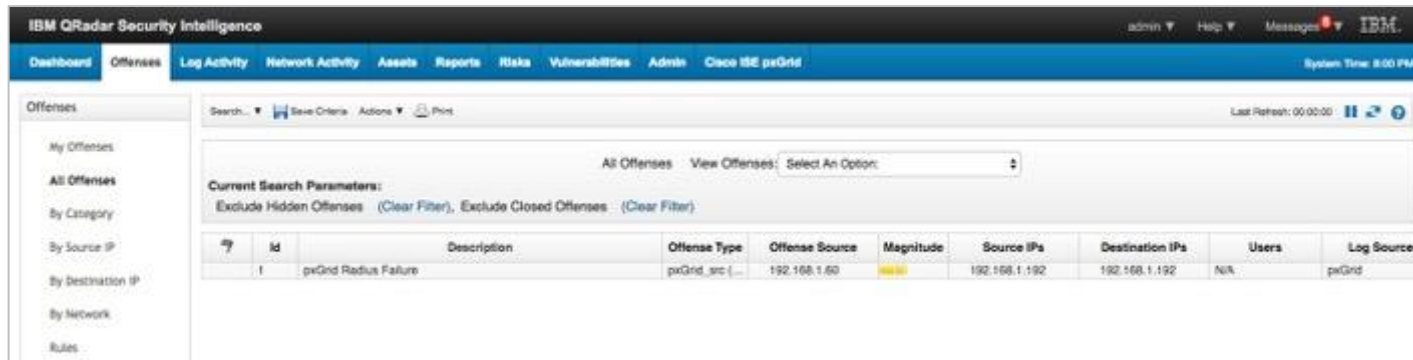 IBM QRadar Security Intelligence
admin ▼ Help ▼ Messages ▼ IBM.
Dashboard Offenses Log Activity Network Activity Assets Reports Risks Vulnerabilities Admin Cisco ISE pxGrid System Time: 8:00 PM
Offenses
Search... ▼ Save Criteria Actions ▼ Print Last Refresh: 00:00:00
My Offenses
All Offenses
By Category
By Source IP
By Destination IP
By Network
Rules
All Offenses View Offenses: Select An Option:
Current Search Parameters:
Exclude Hidden Offenses (Clear Filter), Exclude Closed Offenses (Clear Filter)
Id Description Offense Type Offense Source Magnitude Source IPs Destination IPs Users Log Source
1 pxGrid Radius Failure pxGrid_src (... 192.168.1.60 192.168.1.192 192.168.1.192 N/A pxGrid